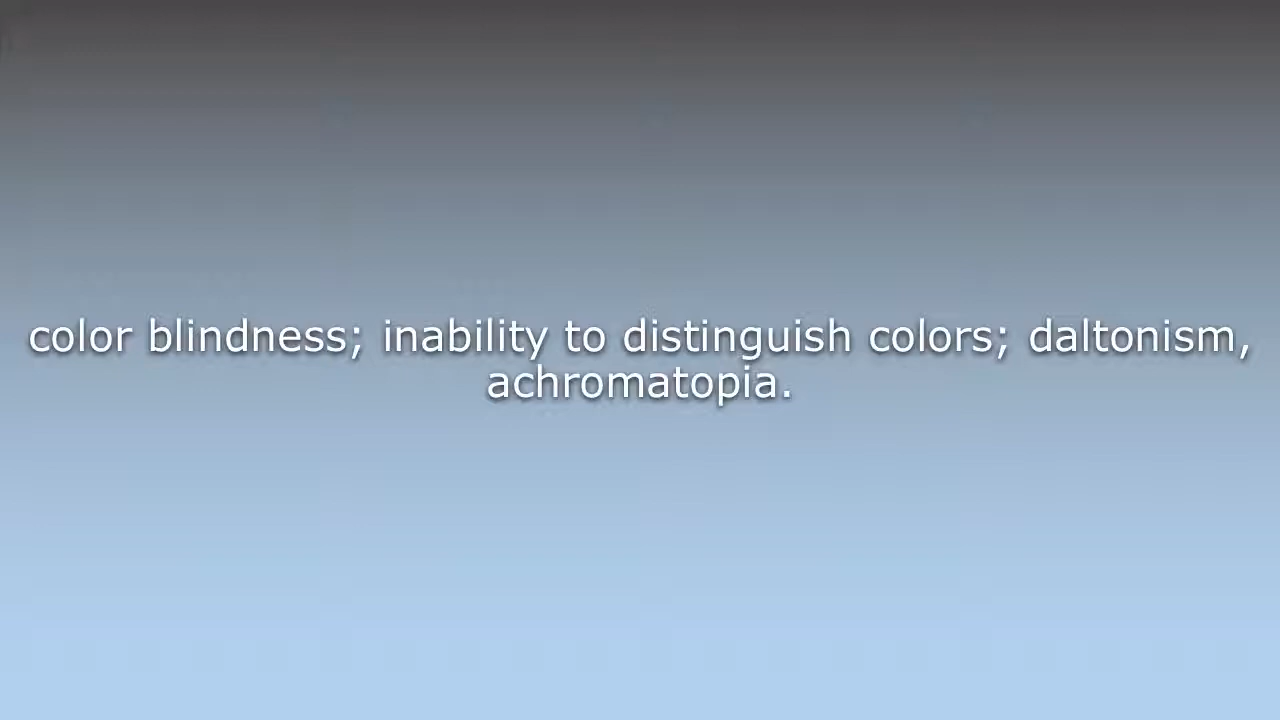 color blindness; inability to distinguish colors; daltonism,
achromatopia.